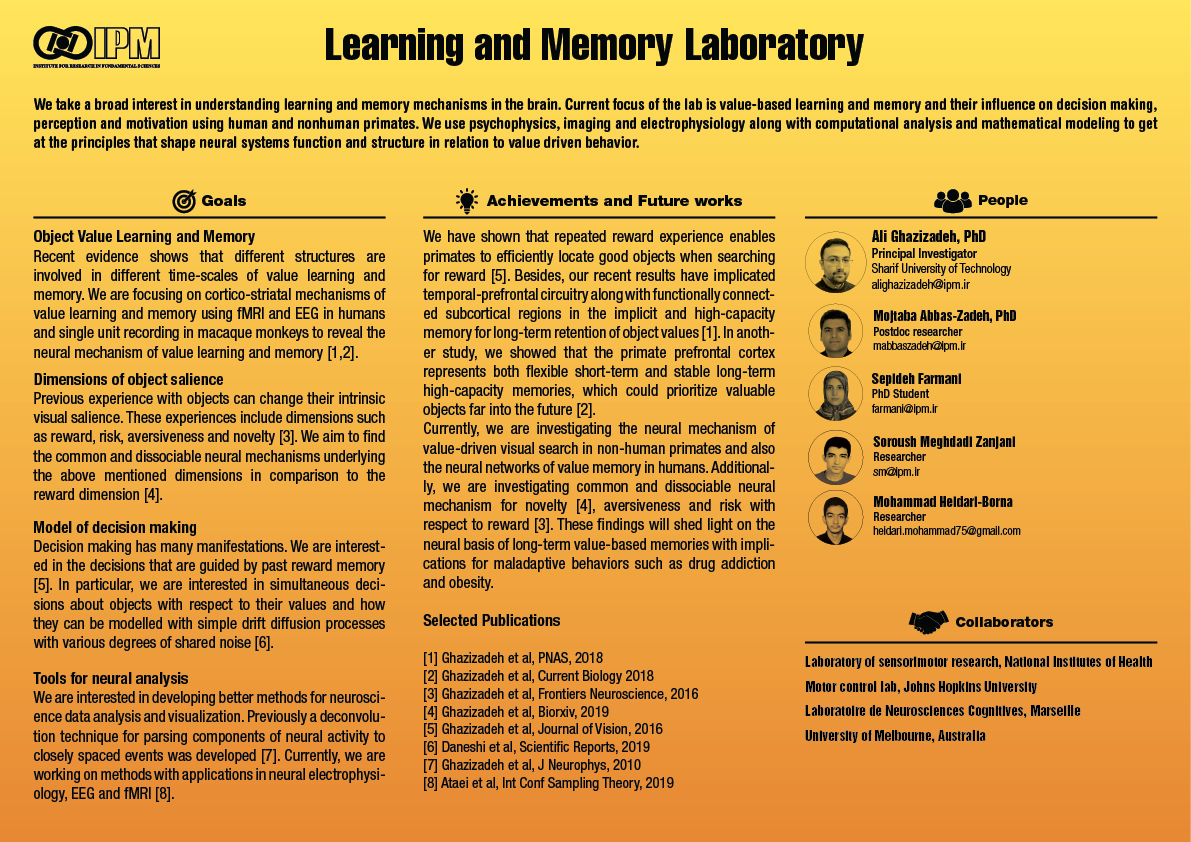 IPM
INSTITUTE FOR RESEARCH IN FUNDAMENTAL SCIENCES
Learning and Memory Laboratory
We take a broad interest in understanding learning and memory mechanisms in the brain. Current focus of the lab is value-based learning and memory and their influence on decision making,
perception and motivation using human and nonhuman primates. We use psychophysics, imaging and electrophysiology along with computational analysis and mathematical modeling to get
at the principles that shape neural systems function and structure in relation to value driven behavior.
Goals
Object Value Learning and Memory
Recent evidence shows that different structures are
involved in different time-scales of value learning and
memory. We are focusing on cortico-striatal mechanisms of
value learning and memory using fMRI and EEG in humans
and single unit recording in macaque monkeys to reveal the
neural mechanism of value learning and memory [1,2].
Dimensions of object salience
Previous experience with objects can change their intrinsic
visual salience. These experiences include dimensions such
as reward, risk, aversiveness and novelty [3]. We aim to find
the common and dissociable neural mechanisms underlying
the above mentioned dimensions in comparison to the
reward dimension [4].
Model of decision making
Decision making has many manifestations. We are interest-
ed in the decisions that are guided by past reward memory
[5]. In particular, we are interested in simultaneous deci-
sions about objects with respect to their values and how
they can be modelled with simple drift diffusion processes
with various degrees of shared noise [6].
Tools for neural analysis
We are interested in developing better methods for neurosci-
ence data analysis and visualization. Previously a deconvolu-
tion technique for parsing components of neural activity to
closely spaced events was developed [7]. Currently, we are
working on methods with applications in neural electrophysi-
ology, EEG and fMRI [8].
Achievements and Future works
We have shown that repeated reward experience enables
primates to efficiently locate good objects when searching
for reward [5]. Besides, our recent results have implicated
temporal-prefrontal circuitry along with functionally connect-
ed subcortical regions in the implicit and high-capacity
memory for long-term retention of object values [1]. In anoth-
er study, we showed that the primate prefrontal cortex
represents both flexible short-term and stable long-term
high-capacity memories, which could prioritize valuable
objects far into the future [2].
Currently, we are investigating the neural mechanism of
value-driven visual search in non-human primates and also
the neural networks of value memory in humans. Additional-
ly, we are investigating common and dissociable neural
mechanism for novelty [4], aversiveness and risk with
respect to reward [3]. These findings will shed light on the
neural basis of long-term value-based memories with impli-
cations for maladaptive behaviors such as drug addiction
and obesity.
Selected Publications
[1] Ghazizadeh et al, PNAS, 2018
[2] Ghazizadeh et al, Current Biology 2018
[3] Ghazizadeh et al, Frontiers Neuroscience, 2016
[4] Ghazizadeh et al, Biorxiv, 2019
[5] Ghazizadeh et al, Journal of Vision, 2016
[6] Daneshi et al, Scientific Reports, 2019
[7] Ghazizadeh et al, J Neurophys, 2010
[8] Ataei et al, Int Conf Sampling Theory, 2019
People
Ali Ghazizadeh, PhD
Principal Investigator
Sharif University of Technology
alighazizadeh@ipm.ir
Mojtaba Abbas-Zadeh, PhD
Postdoc researcher
mabbaszadeh@ipm.ir
Sepideh Farmani
PhD Student
farmani@ipm.ir
Soroush Meghdadi Zanjani
Researcher
sm@ipm.ir
Mohammad Heidari-Borna
Researcher
heidari.mohammad75@gmail.com
Collaborators
Laboratory of sensorimotor research, National Institutes of Health
Motor control lab, Johns Hopkins University
Laboratoire de Neurosciences Cognitives, Marseille
University of Melbourne, Australia